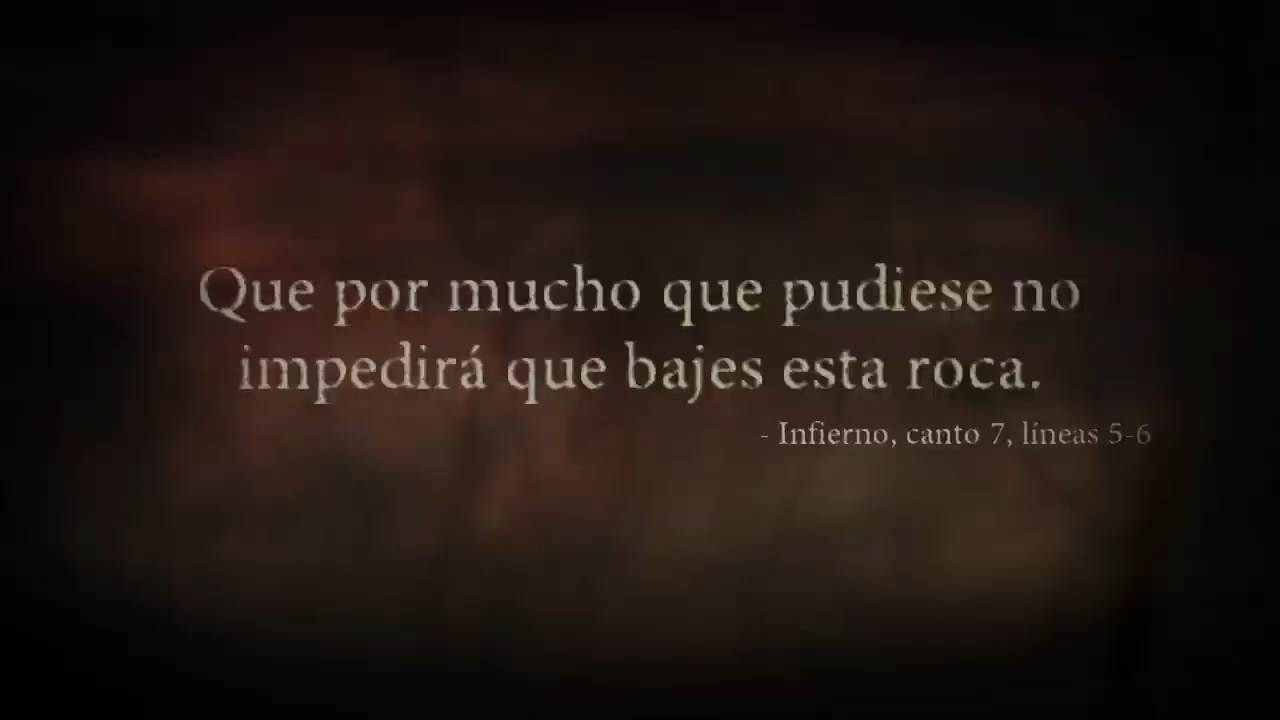 Que por mucho que pudiese no
impedirá que bajes esta roca.
- Infierno, canto 7, líneas 5-6